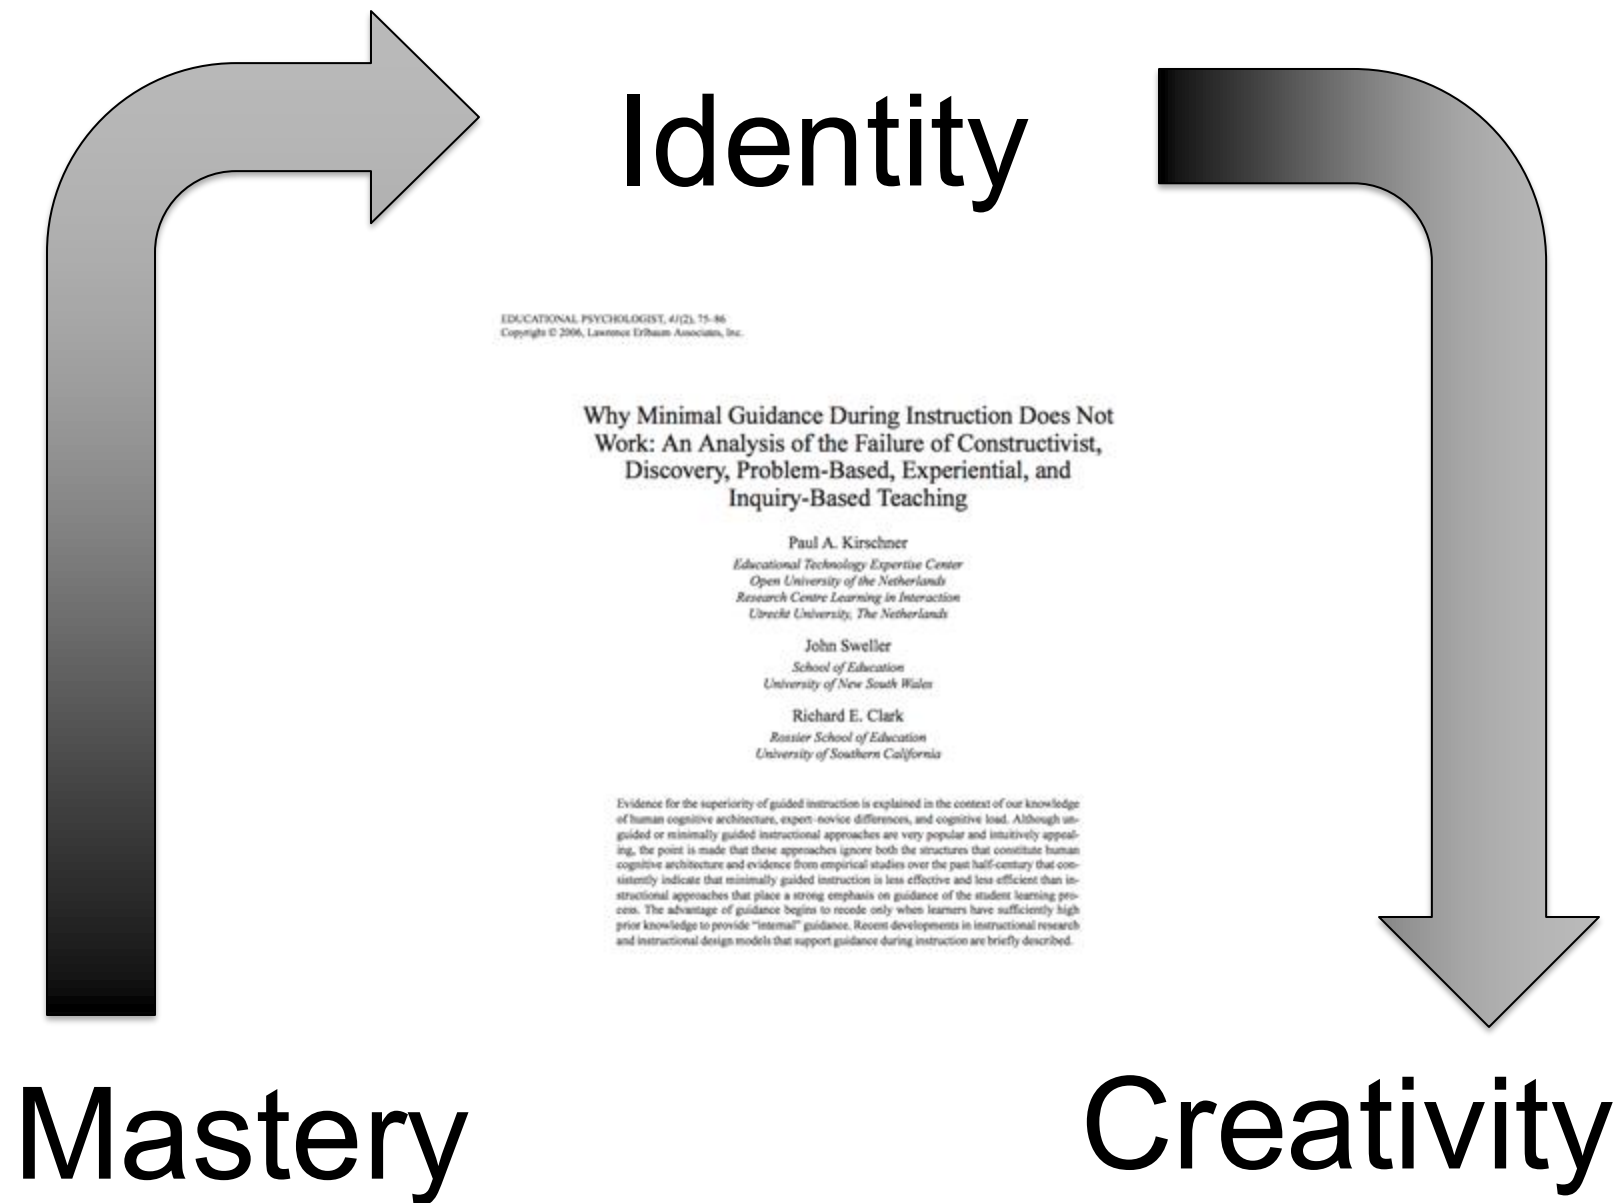 Identity
EDUCATIONAL PSYCHOLOGIST, 41(2), 75–86
Copyright © 2006, Lawrence Erlbaum Associates, Inc.
Why Minimal Guidance During Instruction Does Not
Work: An Analysis of the Failure of Constructivist,
Discovery, Problem-Based, Experiential, and
Inquiry-Based Teaching
Paul A. Kirschner
Educational Technology Expertise Center
Open University of the Netherlands
Research Centre Learning in Interaction
Utrecht University, The Netherlands
John Sweller
School of Education
University of New South Wales
Richard E. Clark
Rossier School of Education
University of Southern California
Evidence for the superiority of guided instruction is explained in the context of our knowledge
of human cognitive architecture, expert–novice differences, and cognitive load. Although un-
guided or minimally guided instructional approaches are very popular and intuitively appeal-
ing, the point is made that these approaches ignore both the structures that constitute human
cognitive architecture and evidence from empirical studies over the past half-century that con-
sistently indicate that minimally guided instruction is less effective and less efficient than in-
structional approaches that place a strong emphasis on guidance of the student learning pro-
cess. The advantage of guidance begins to recede only when learners have sufficiently high
prior knowledge to provide “internal” guidance. Recent developments in instructional research
and instructional design models that support guidance during instruction are briefly described.
Mastery
Creativity